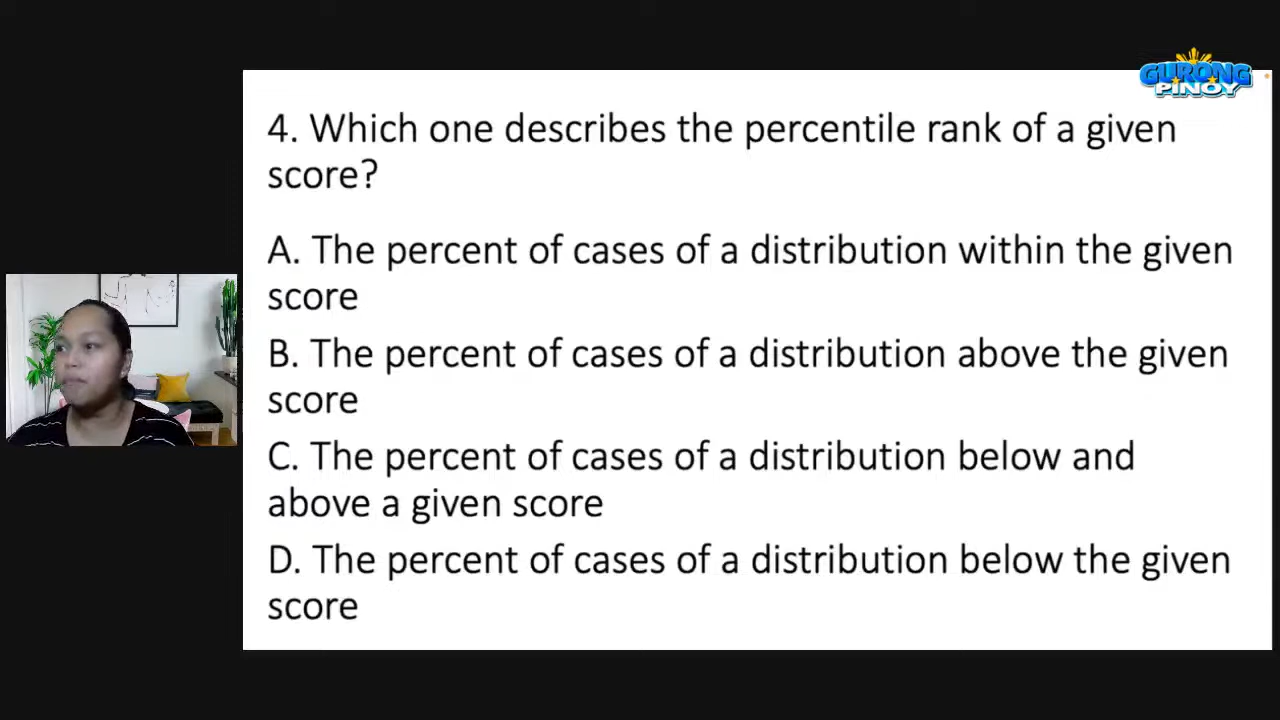 GURONG
PINOY
4. Which one describes the percentile rank of a given
score?
A. The percent of cases of a distribution within the given
score
B. The percent of cases of a distribution above the given
score
C. The percent of cases of a distribution below and
above a given score
D. The percent of cases of a distribution below the given
score